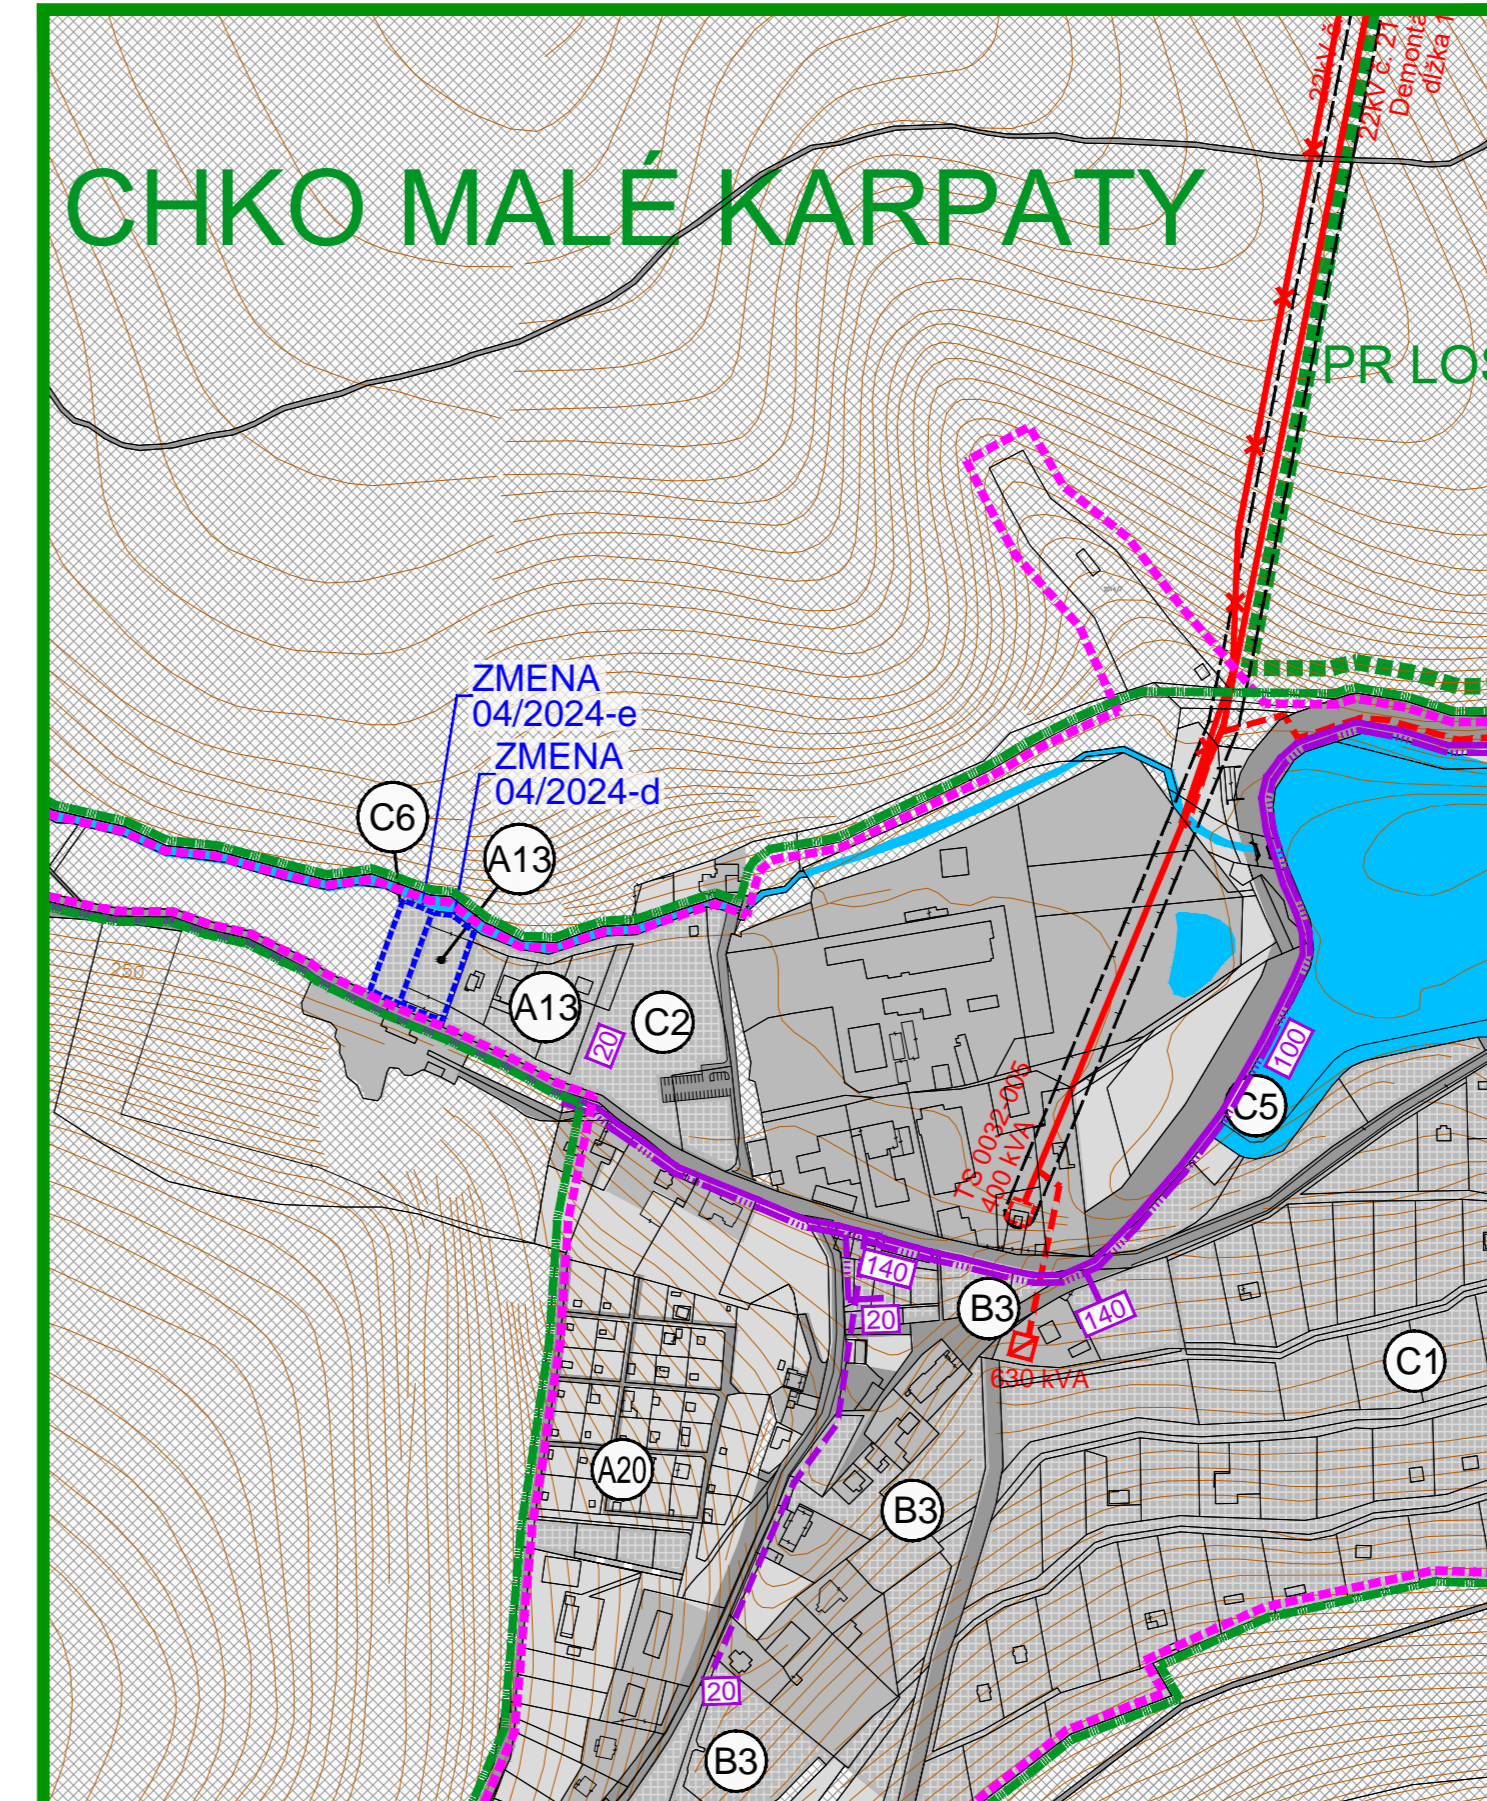 22kV č. 21
Demontá
dĺžka 1
CHKO MALÉ KARPATY
PR LOS
ZMENA
04/2024-e
ZMENA
04/2024-d
C6
A13
250
A13
C2
20
100
C5
TS 0032-005
400 kVA
140
20
B3
140
630 kVA
C1
A20
B3
20
B3